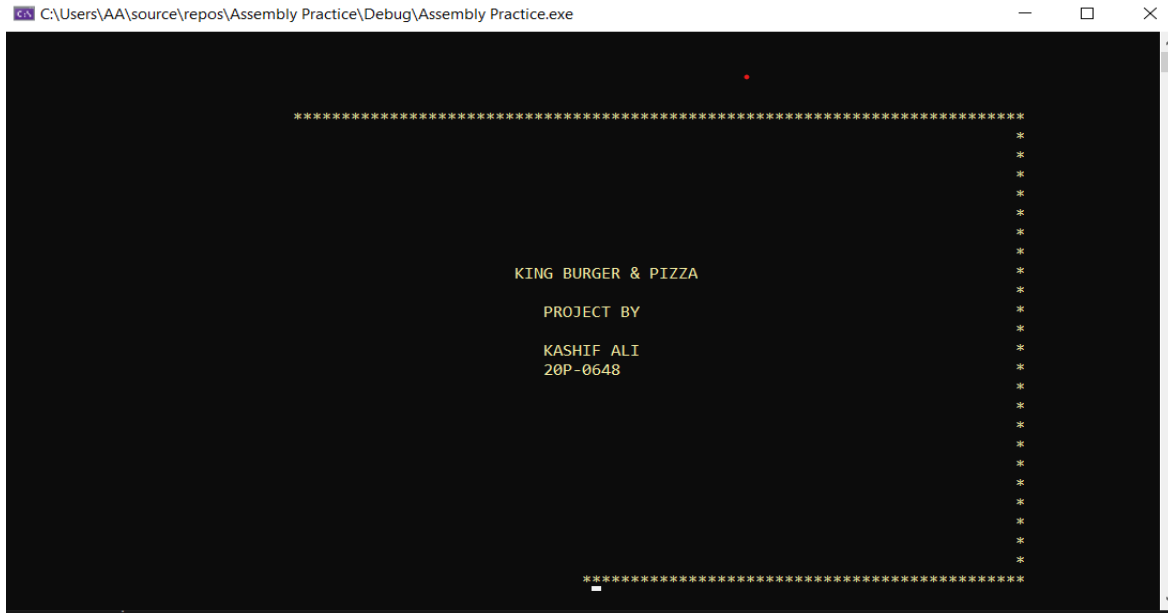 C:\Users\AA\source\repos\Assembly Practice\Debug\Assembly Practice.exe
KING BURGER & PIZZA
PROJECT BY
KASHIF ALI
20P-0648